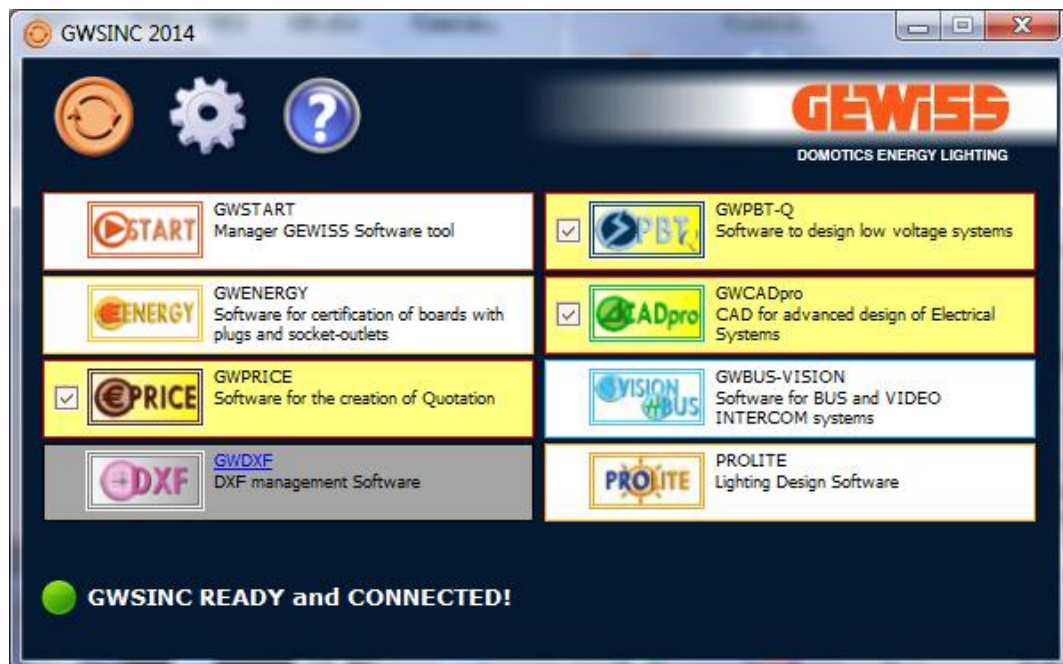 GWSINC 2014
GEWISS
DOMOTICS ENERGY LIGHTING
START
GWSTART
Manager GEWISS Software tool
PBT Q
GWPBT-Q
Software to design low voltage systems
ENERGY
GWENERGY
Software for certification of boards with
plugs and socket-outlets
CADpro
GWCADpro
CAD for advanced design of Electrical
Systems
€PRICE
GWPRICE
Software for the creation of Quotation
VISION
BUS
GWBUS-VISION
Software for BUS and VIDEO
INTERCOM systems
DXF
GWDXF
DXF management Software
PROLITE
PROLITE
Lighting Design Software
GWSINC READY and CONNECTED!